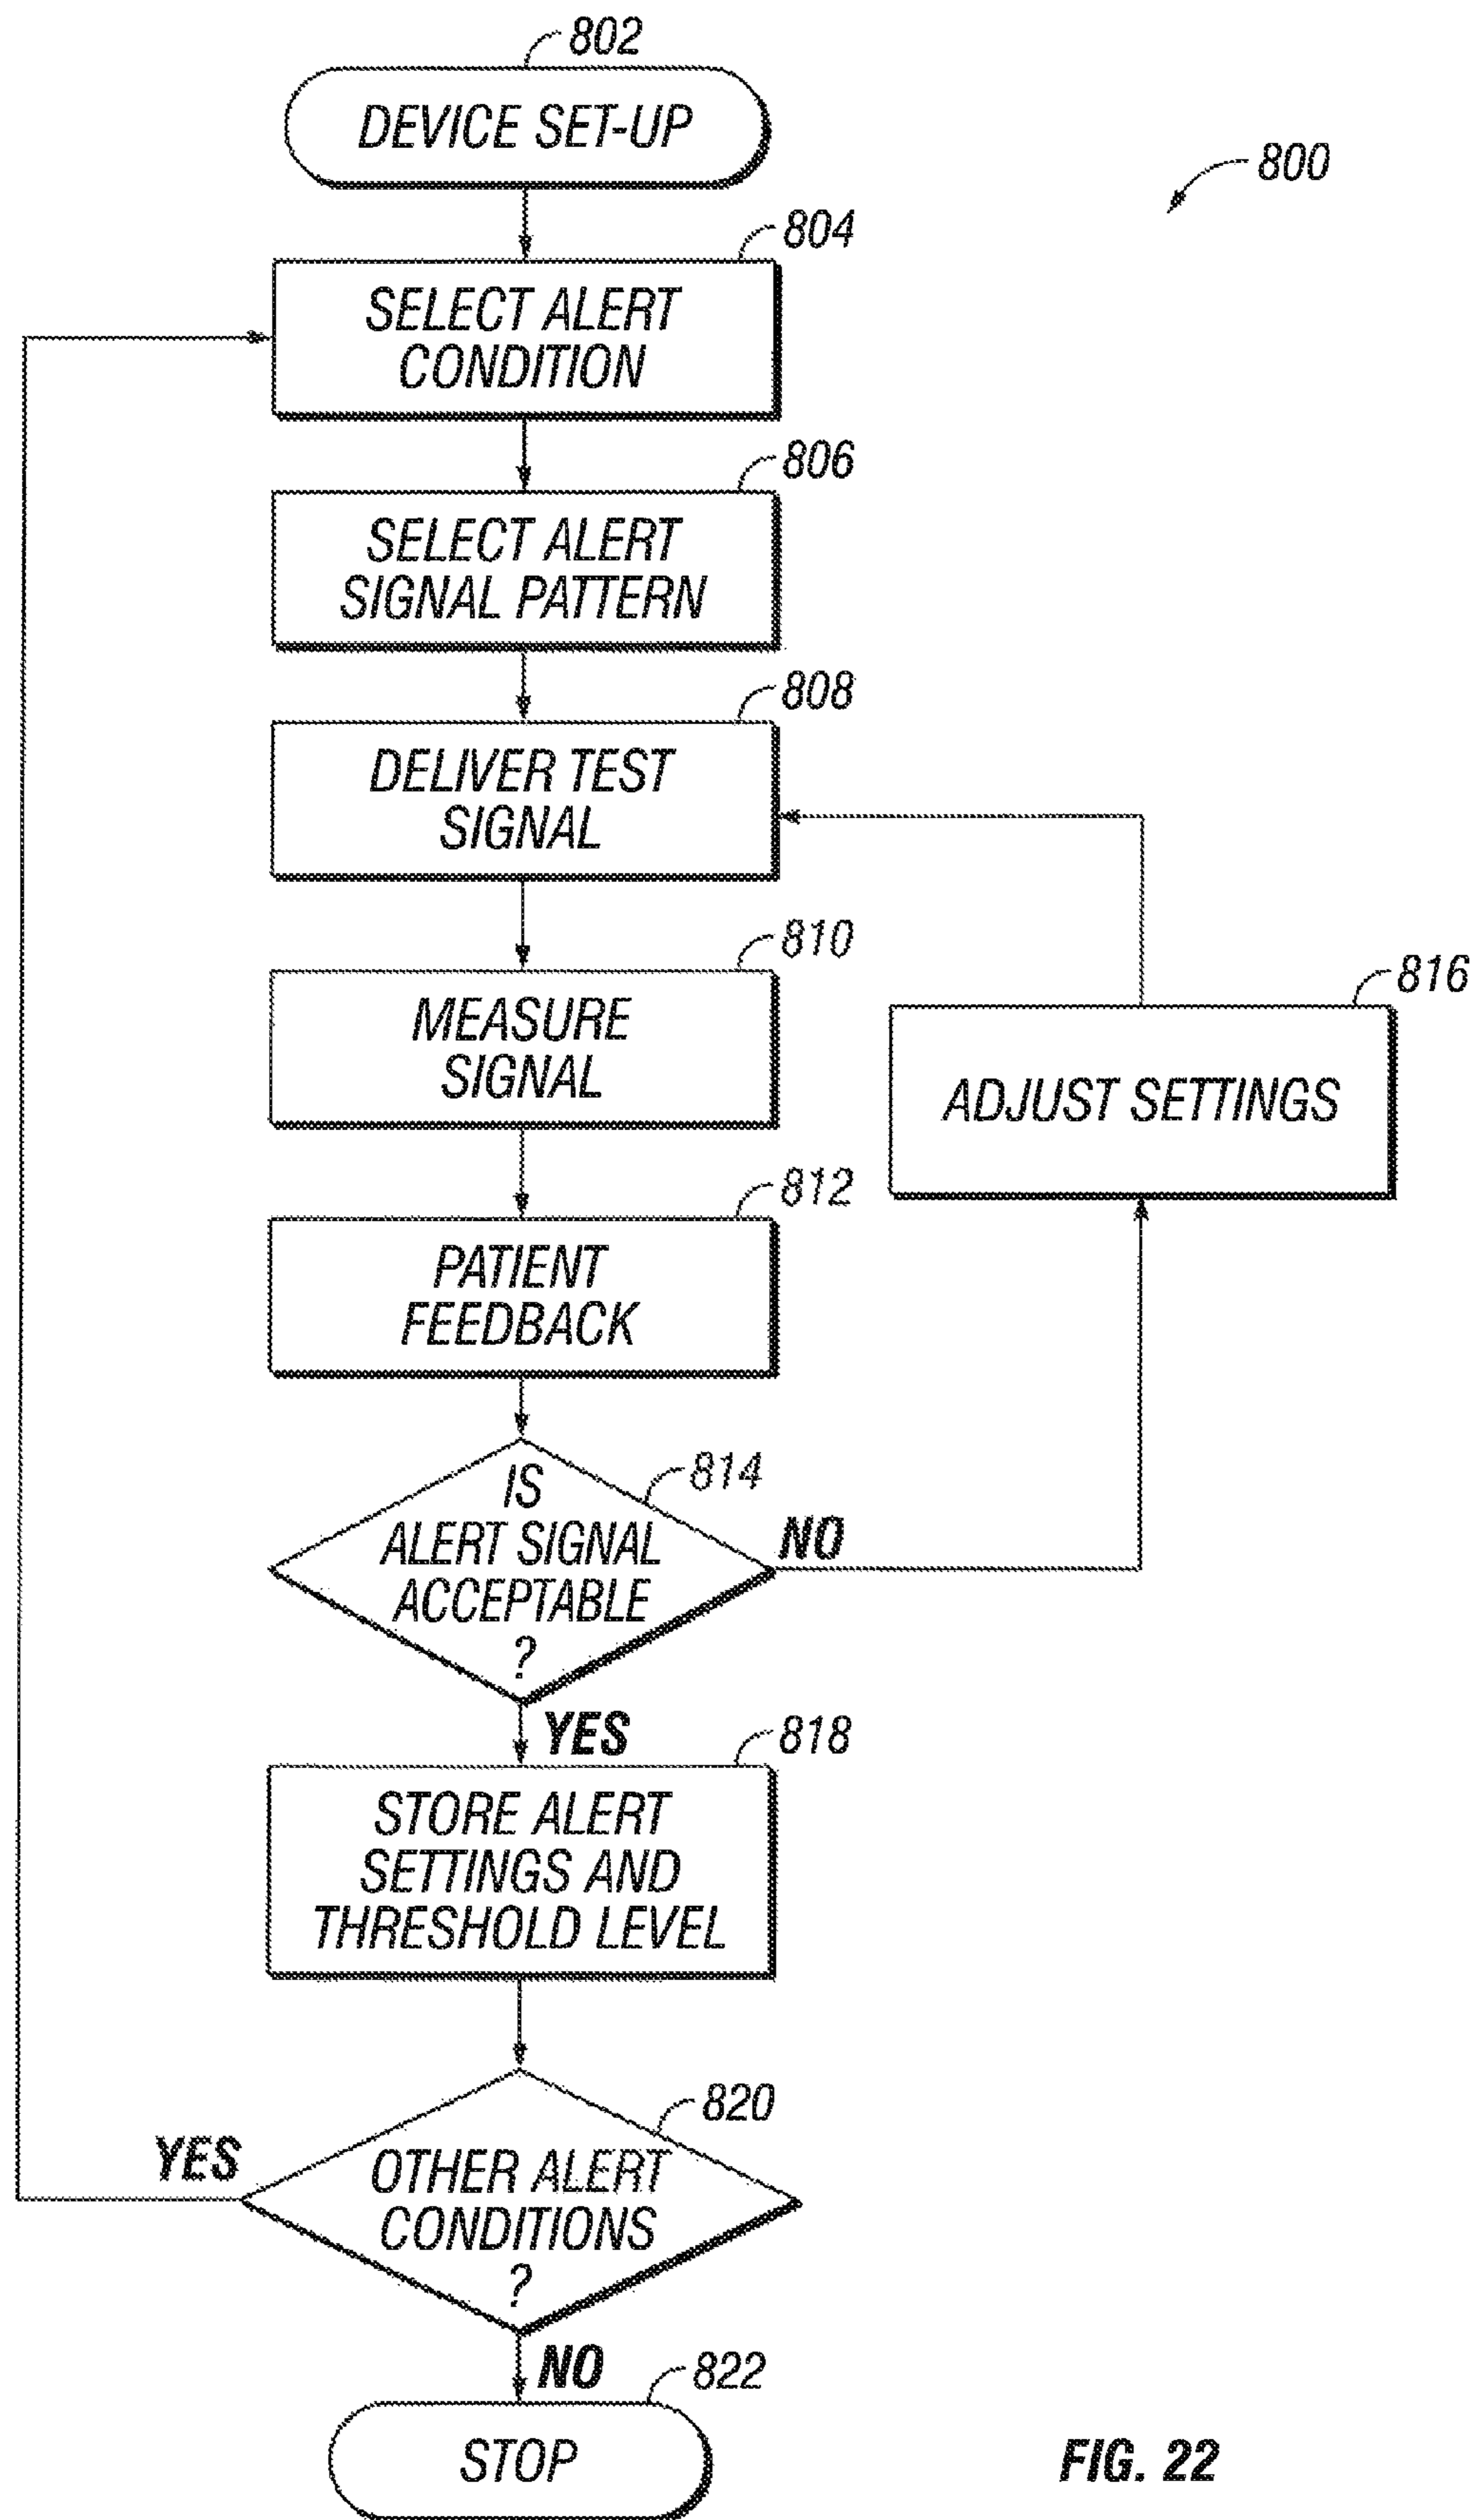 802
DEVICE SET-UP
800
804
SELECT ALERT
CONDITION
806
SELECT ALERT
SIGNAL PATTERN
808
DELIVER TEST
SIGNAL
810
MEASURE
SIGNAL
816
ADJUST SETTINGS
812
PATIENT
FEEDBACK
814
IS
ALERT SIGNAL
ACCEPTABLE
?
NO
YES
818
STORE ALERT
SETTINGS AND
THRESHOLD LEVEL
820
YES
OTHER ALERT
CONDITIONS
?
NO
822
STOP
FIG. 22